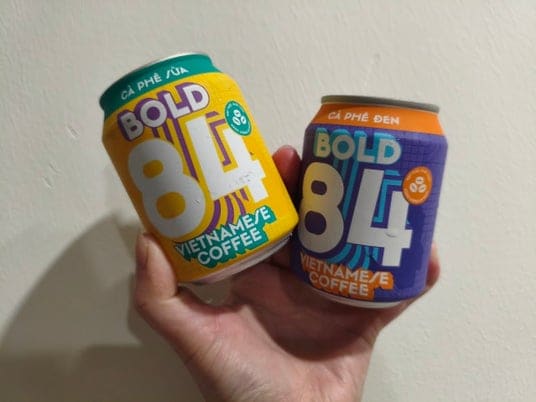 CÀ PHÊ SỮA
BOLD
84
VIETNAMESE
COFFEE
CÀ PHÊ ĐEN
BOLD
84
VIETNAMESE
COFFEE